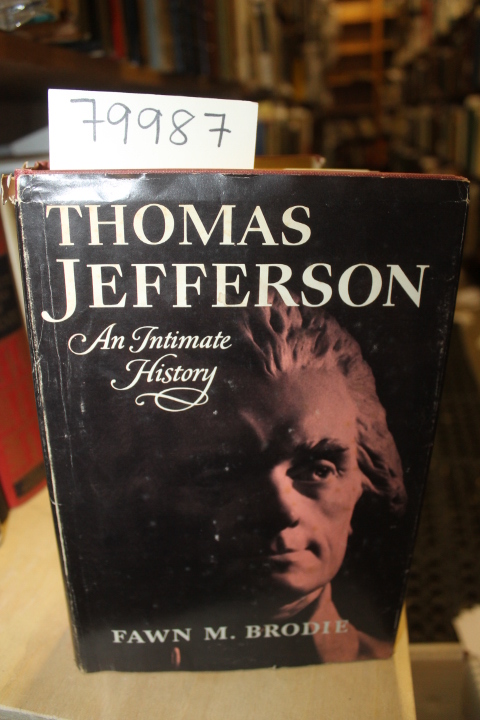 79987
THOMAS
JEFFERSON
An Intimate
History
FAWN M. BRODIE